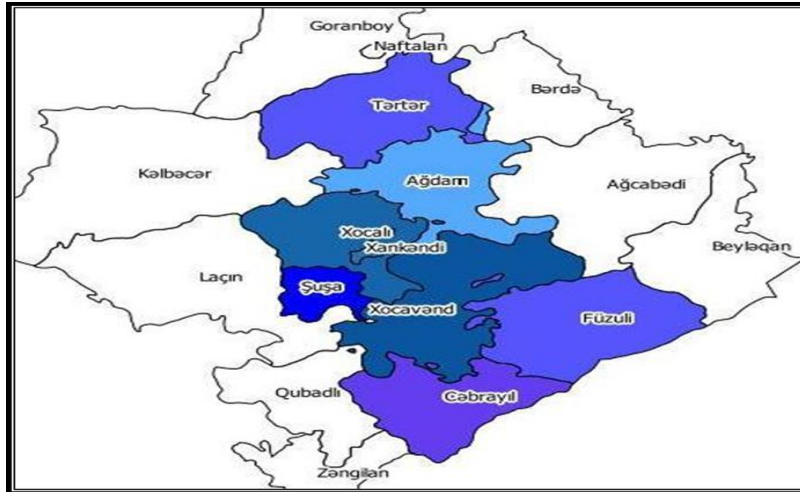 Goranboy
Naftalan
Bərdə
Tərtər
Kəlbəcər
Ağdam
Ağcabədi
Xocalı
Xankəndi
Beyləqan
Laçın
Şuşa
Xocavənd
Füzuli
Qubadlı
Cəbrayıl
Zəngilan